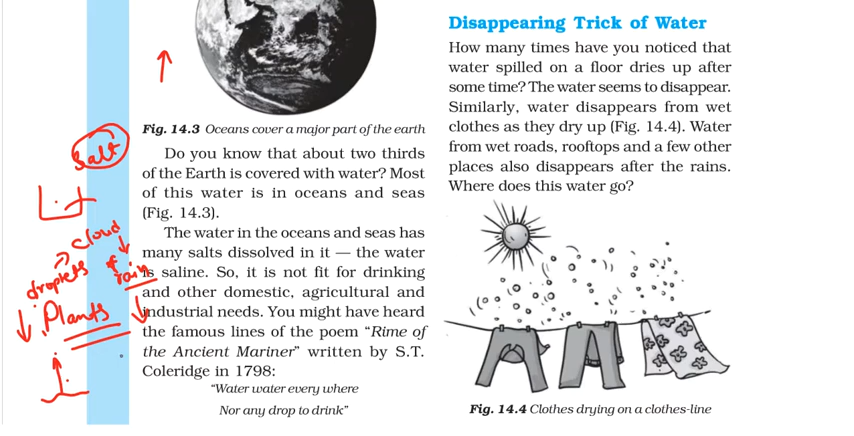 Fig. 14.3 Oceans cover a major part of the earth
Do you know that about two thirds
of the Earth is covered with water? Most
of this water is in oceans and seas
(Fig. 14.3).
The water in the oceans and seas has
many salts dissolved in it — the water
is saline. So, it is not fit for drinking
and other domestic, agricultural and
industrial needs. You might have heard
the famous lines of the poem “Rime of
the Ancient Mariner” written by S.T.
Coleridge in 1798:
“Water water every where
Nor any drop to drink”
Salt
cloud
droplets
rain
Plants
Disappearing Trick of Water
How many times have you noticed that
water spilled on a floor dries up after
some time? The water seems to disappear.
Similarly, water disappears from wet
clothes as they dry up (Fig. 14.4). Water
from wet roads, rooftops and a few other
places also disappears after the rains.
Where does this water go?
Fig. 14.4 Clothes drying on a clothes-line